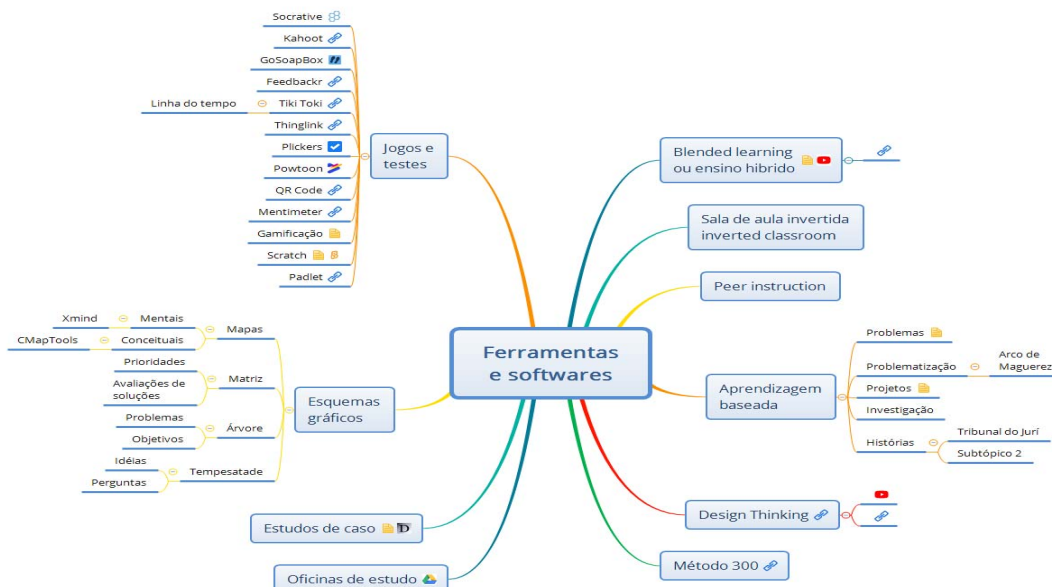 Socrative
Kahoot
GoSoapBox
Feedbackr
Linha do tempo
Tiki Toki
Thinglink
Plickers
Powtoon
QR Code
Mentimeter
Gamificação
Scratch
Padlet
Jogos e
testes
Blended learning
ou ensino hibrido
Sala de aula invertida
inverted classroom
Peer instruction
Ferramentas
e softwares
Xmind
Mentais
CMapTools
Conceituais
Mapas
Prioridades
Avaliações de
soluções
Matriz
Problemas
Objetivos
Árvore
Idéias
Perguntas
Tempesatade
Esquemas
gráficos
Aprendizagem
baseada
Problemas
Problematização
Arco de
Maguerez
Projetos
Investigação
Histórias
Tribunal do Jurí
Subtópico 2
Estudos de caso
D
Design Thinking
Oficinas de estudo
Método 300